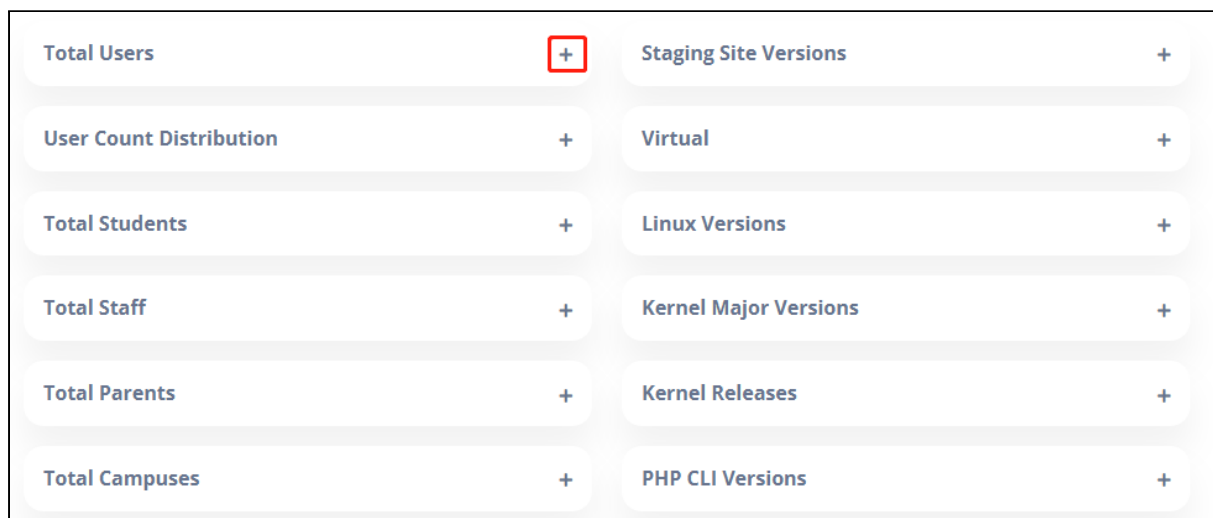 Total Users +
Staging Site Versions +
User Count Distribution +
Virtual +
Total Students +
Linux Versions +
Total Staff +
Kernel Major Versions +
Total Parents +
Kernel Releases +
Total Campuses +
PHP CLI Versions +